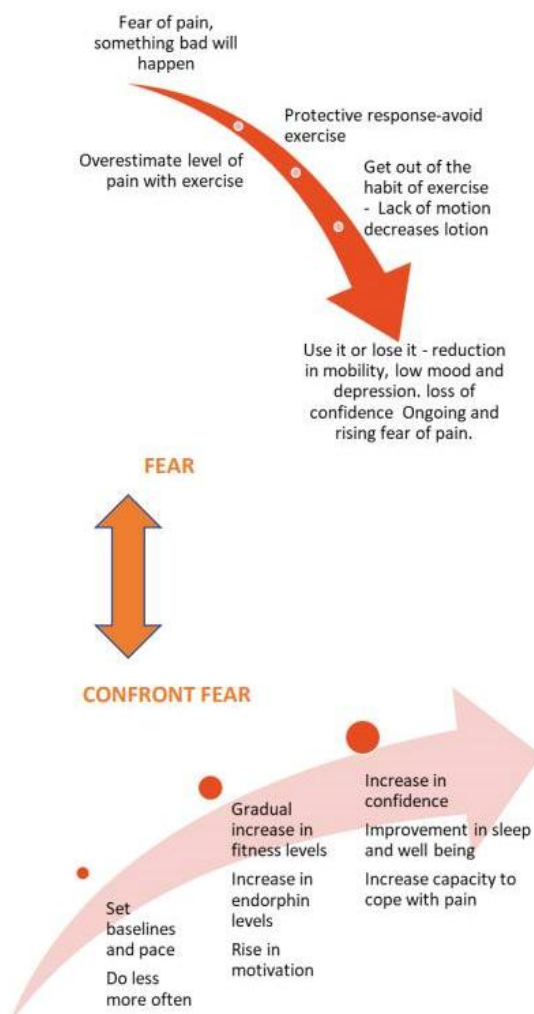 Fear of pain,
something bad will
happen
Protective response-avoid
exercise
Overestimate level of
pain with exercise
Get out of the
habit of exercise
- Lack of motion
decreases lotion
Use it or lose it - reduction
in mobility, low mood and
depression. loss of
confidence Ongoing and
rising fear of pain.
FEAR
CONFRONT FEAR
Set
baselines
and pace
Do less
more often
Gradual
increase in
fitness levels
Increase in
endorphin
levels
Rise in
motivation
Increase in
confidence
Improvement in sleep
and well being
Increase capacity to
cope with pain